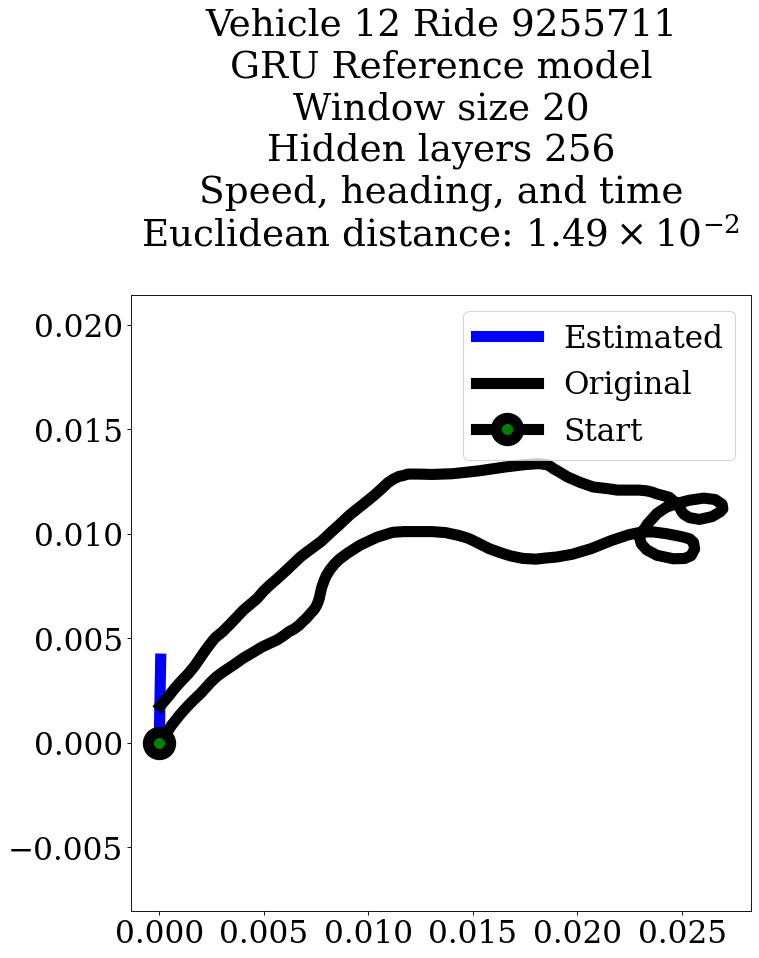 Vehicle 12 Ride 9255711
GRU Reference model
Window size 20
Hidden layers 256
Speed, heading, and time
Euclidean distance: 1.49 × 10⁻²
Estimated
Original
Start
0.020
0.015
0.010
0.005
0.000
−0.005
0.000 0.005 0.010 0.015 0.020 0.025